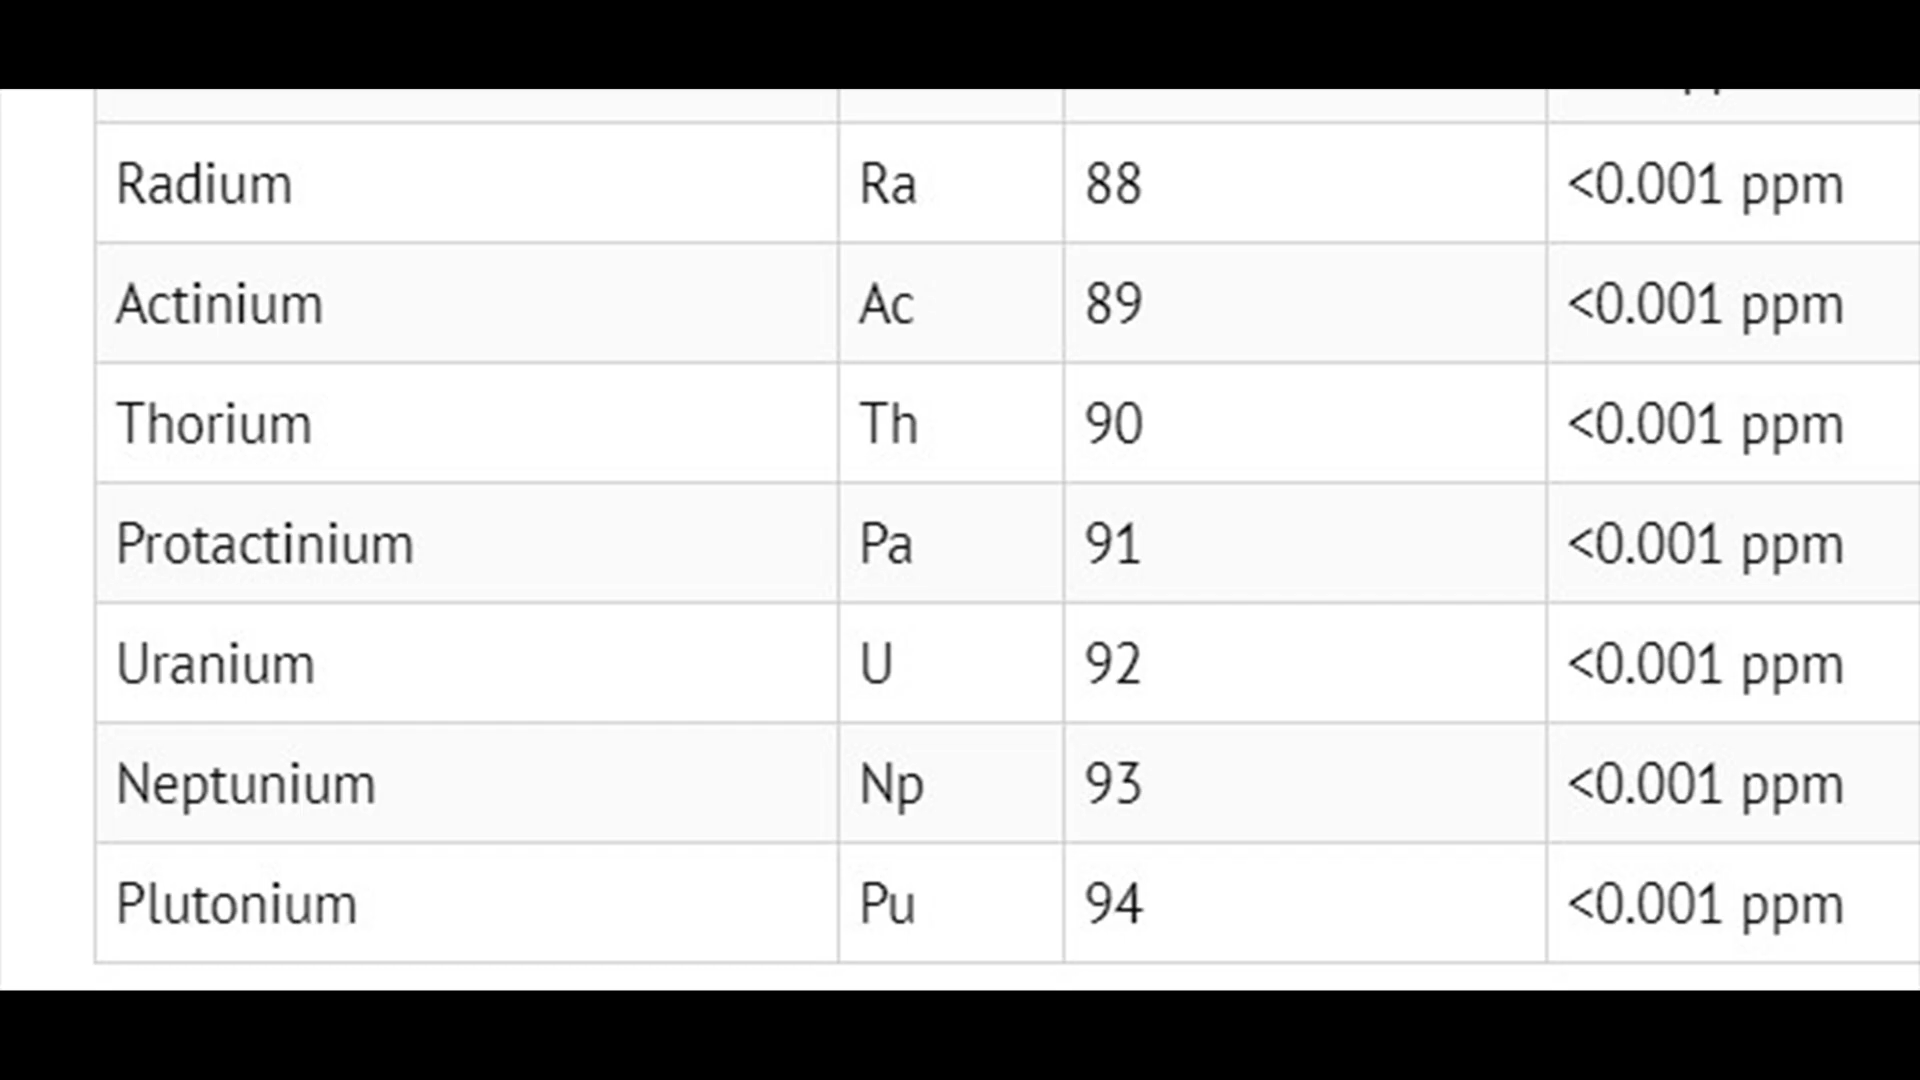 Radium Ra 88 <0.001 ppm
Actinium Ac 89 <0.001 ppm
Thorium Th 90 <0.001 ppm
Protactinium Pa 91 <0.001 ppm
Uranium U 92 <0.001 ppm
Neptunium Np 93 <0.001 ppm
Plutonium Pu 94 <0.001 ppm